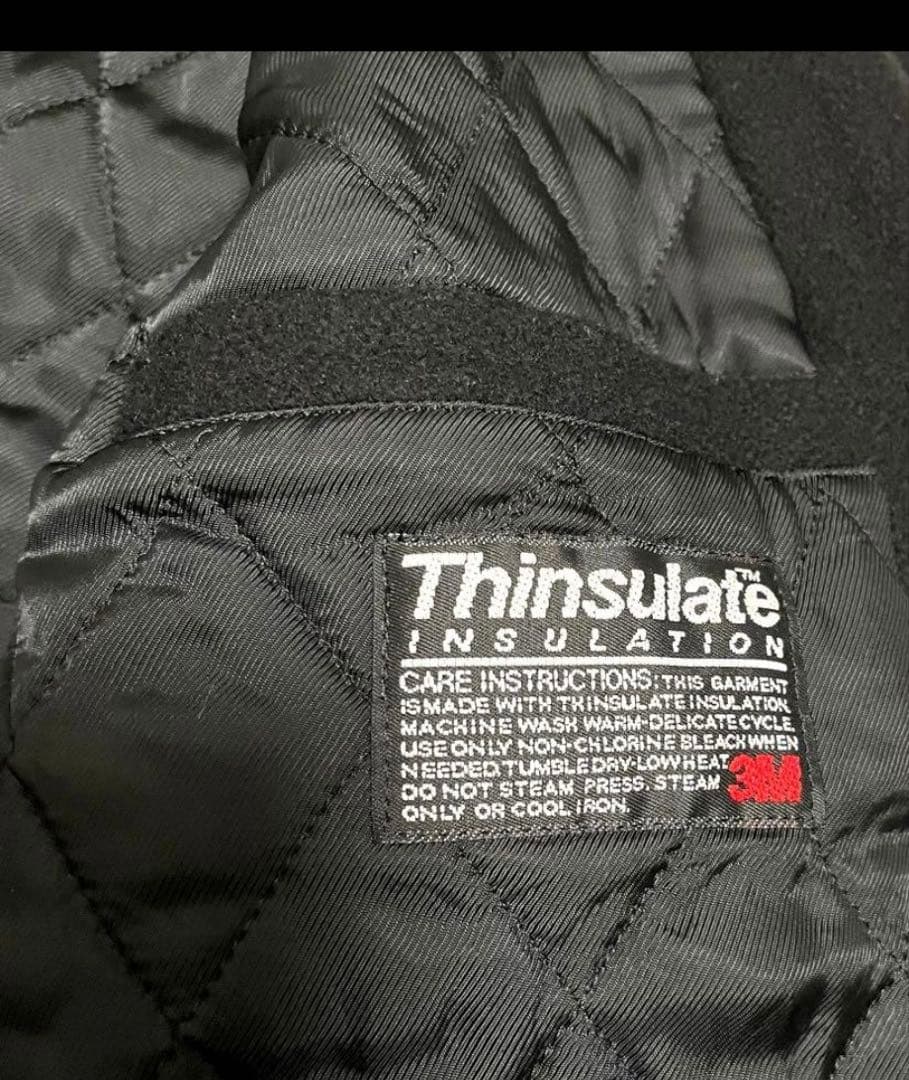 Thinsulate™
INSULATION
CARE INSTRUCTIONS: THIS GARMENT
IS MADE WITH THINSULATE INSULATION.
MACHINE WASH WARM-DELICATE CYCLE.
USE ONLY NON-CHLORINE BLEACH WHEN
NEEDED. TUMBLE DRY-LOW HEAT.
DO NOT STEAM PRESS. STEAM
ONLY OR COOL IRON.
3M